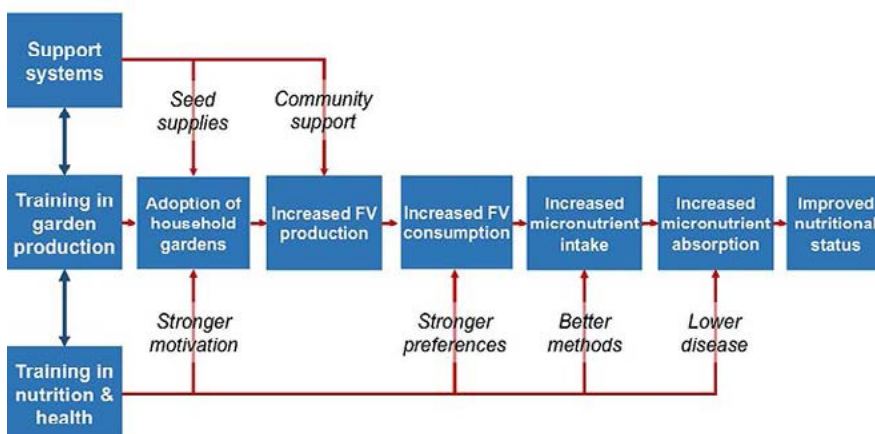 Support
systems
Seed
supplies
Community
support
Training in
garden
production
Adoption of
household
gardens
Increased FV
production
Increased FV
consumption
Increased
micronutrient
intake
Increased
micronutrient
absorption
Improved
nutritional
status
Stronger
motivation
Stronger
preferences
Better
methods
Lower
disease
Training in
nutrition &
health